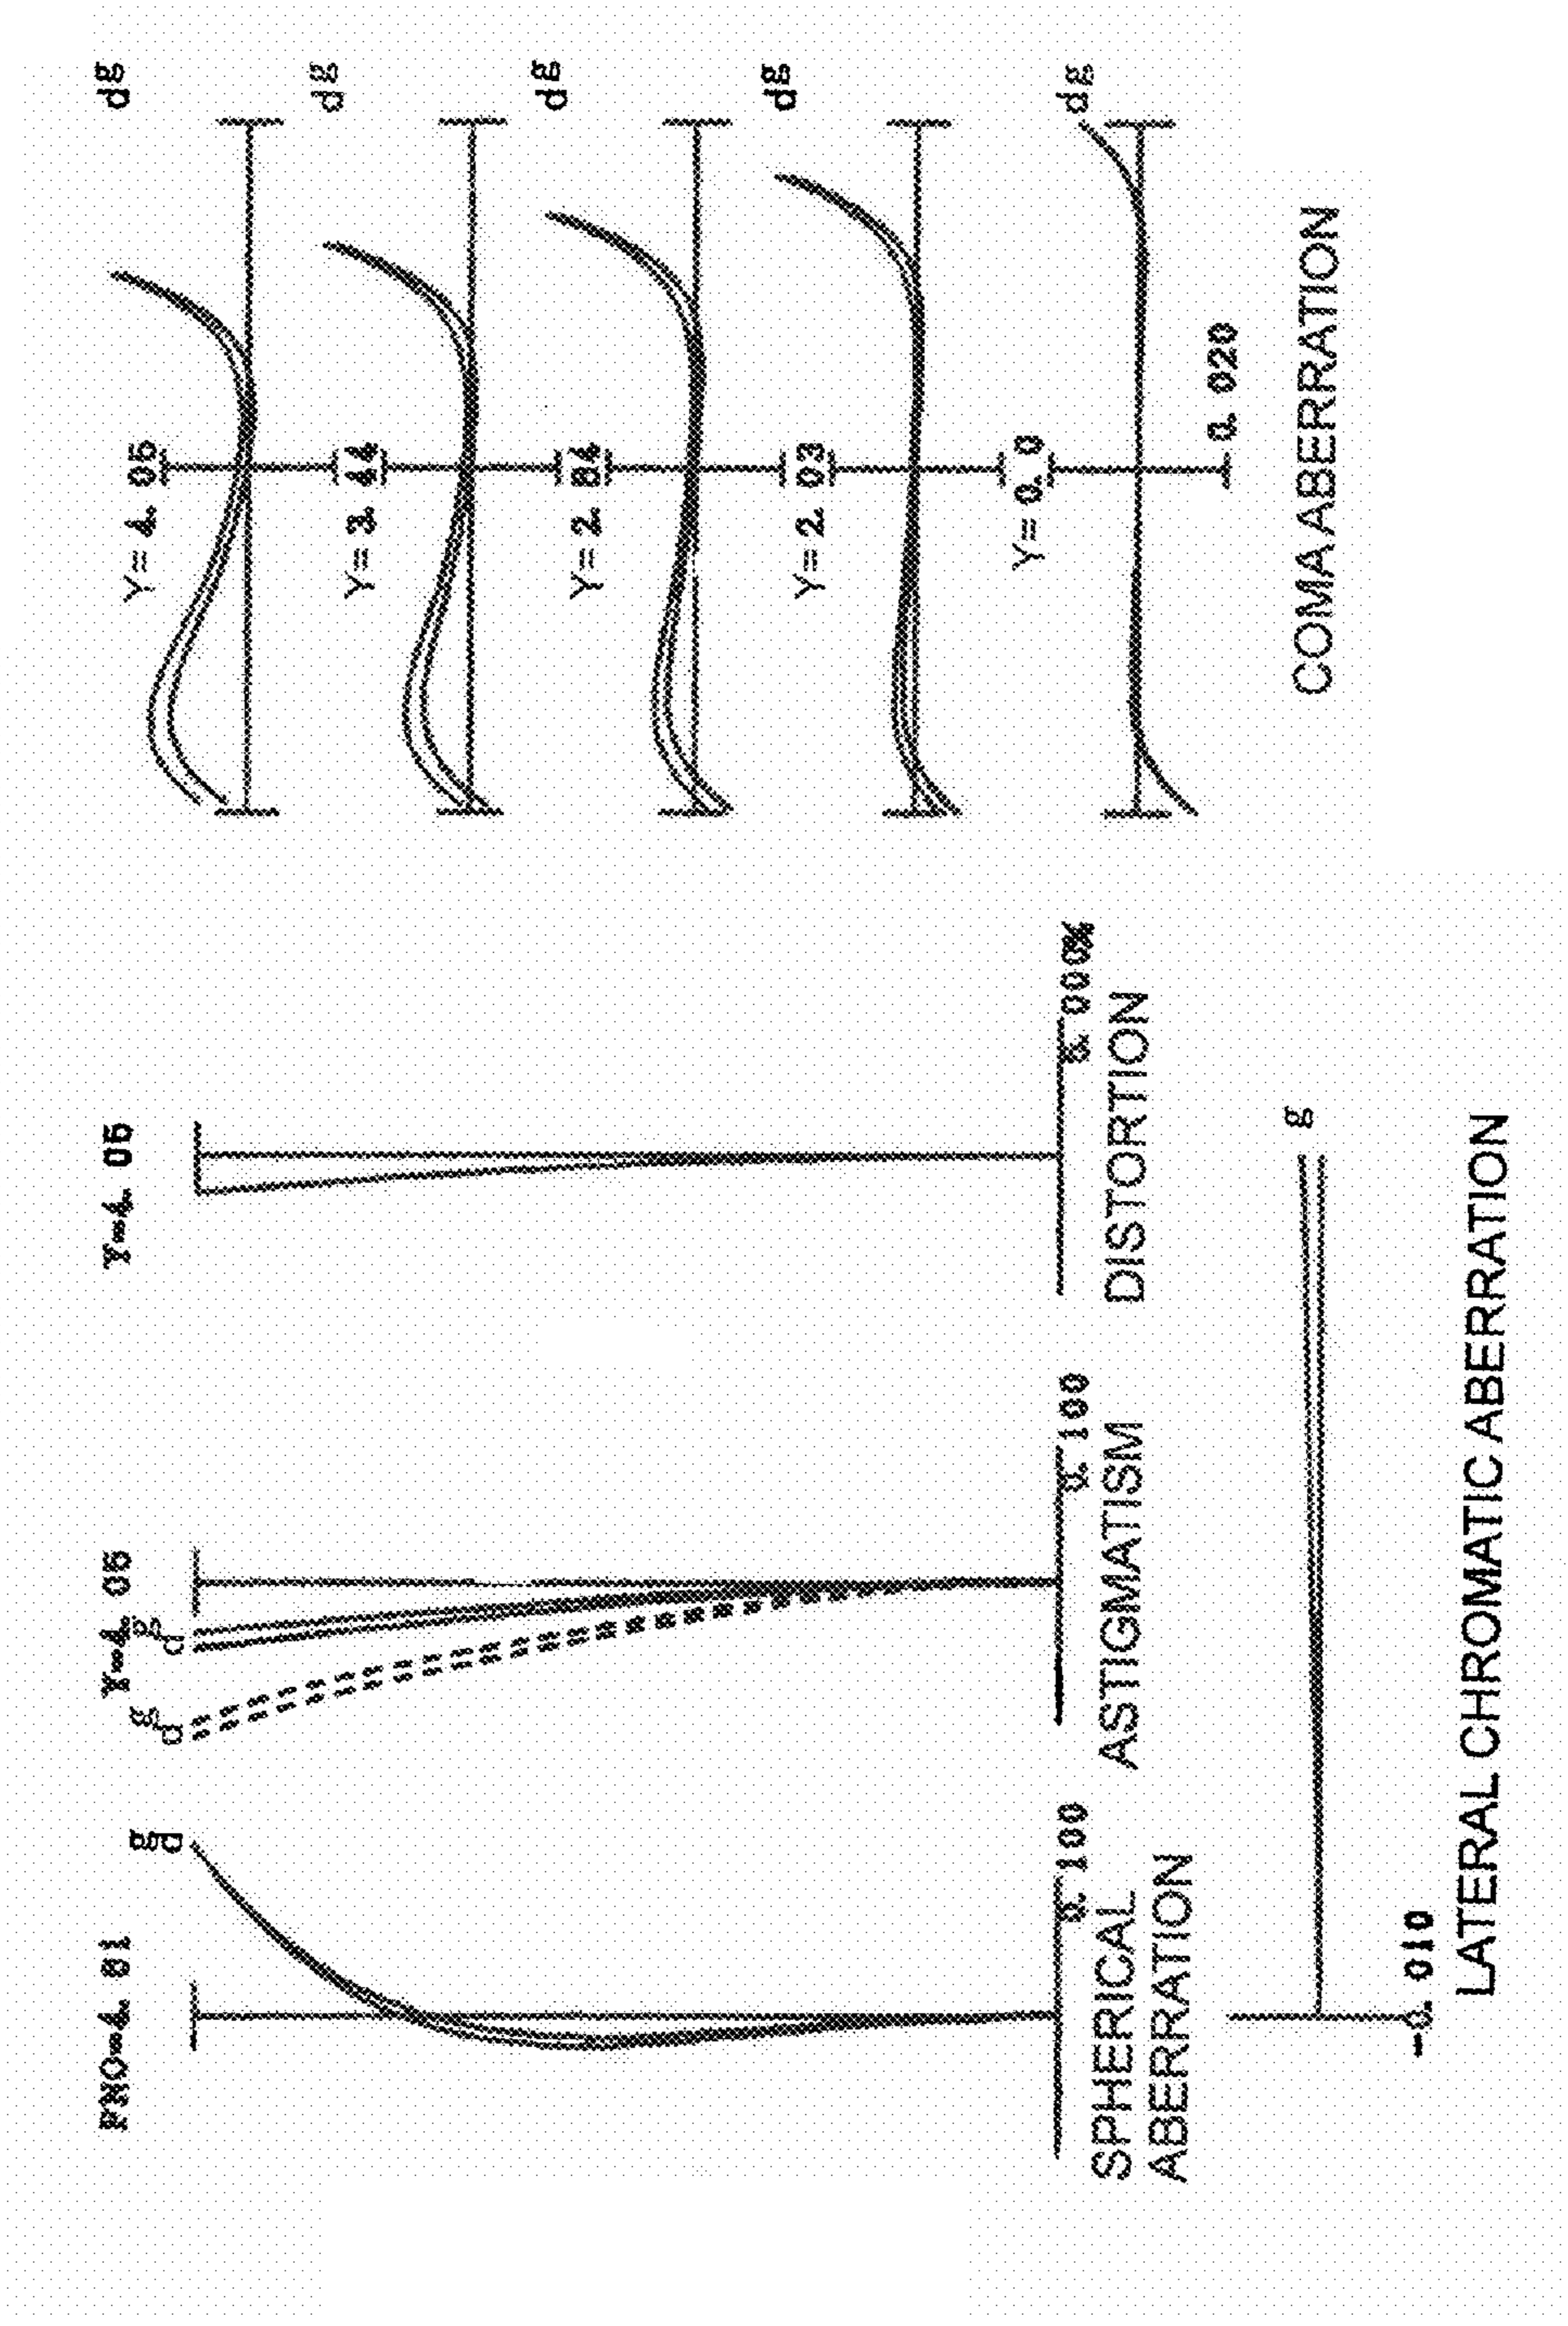 FNO=4. 81
g
d
SPHERICAL
ABERRATION
0. 100
Y=4. 05
g
d
g
d
0. 100
ASTIGMATISM
Y=4. 05
5. 000%
DISTORTION
Y= 4. 05
dg
Y= 3. 44
dg
Y= 2. 84
dg
Y= 2. 03
dg
Y= 0. 0
dg
0. 020
COMA ABERRATION
g
-0. 010
LATERAL CHROMATIC ABERRATION